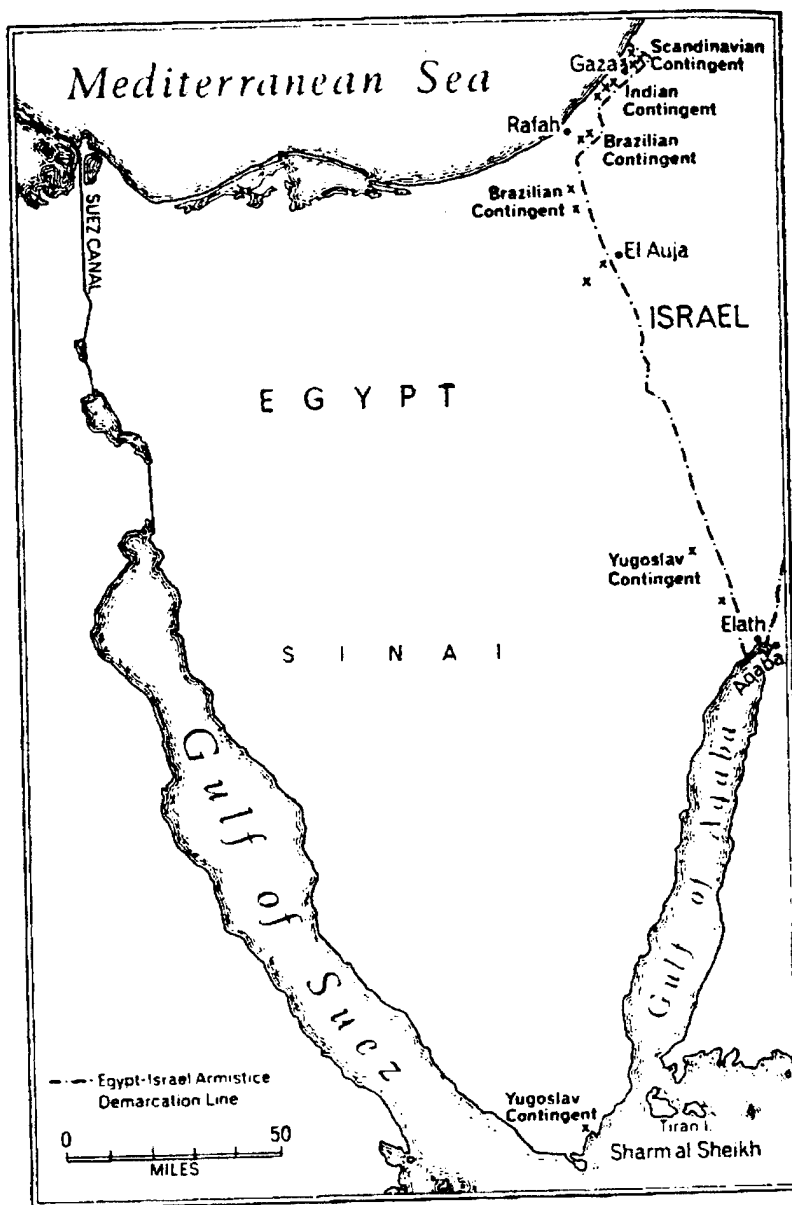 Mediterranean Sea
Scandinavian
Contingent
Gaza
Indian
Contingent
Rafah
Brazilian
Contingent
Brazilian
Contingent
SUEZ CANAL
El Auja
ISRAEL
EGYPT
Yugoslav
Contingent
Elath
Aqaba
SINAI
Gulf of Suez
Gulf of Aqaba
Egypt-Israel Armistice
Demarcation Line
0 50
MILES
Yugoslav
Contingent
Tiran I.
Sharm al Sheikh